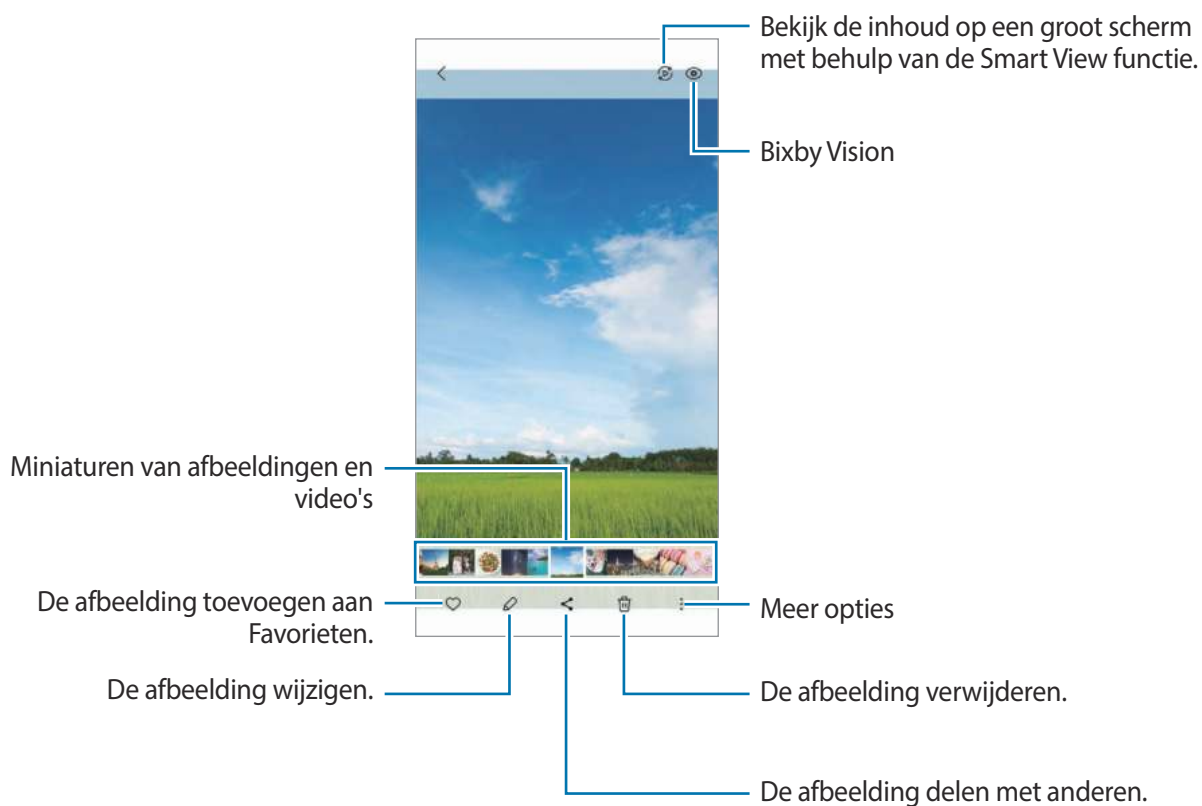 Bekijk de inhoud op een groot scherm
met behulp van de Smart View functie.
Bixby Vision
Miniaturen van afbeeldingen en
video's
De afbeelding toevoegen aan
Favorieten.
Meer opties
De afbeelding wijzigen.
De afbeelding verwijderen.
De afbeelding delen met anderen.